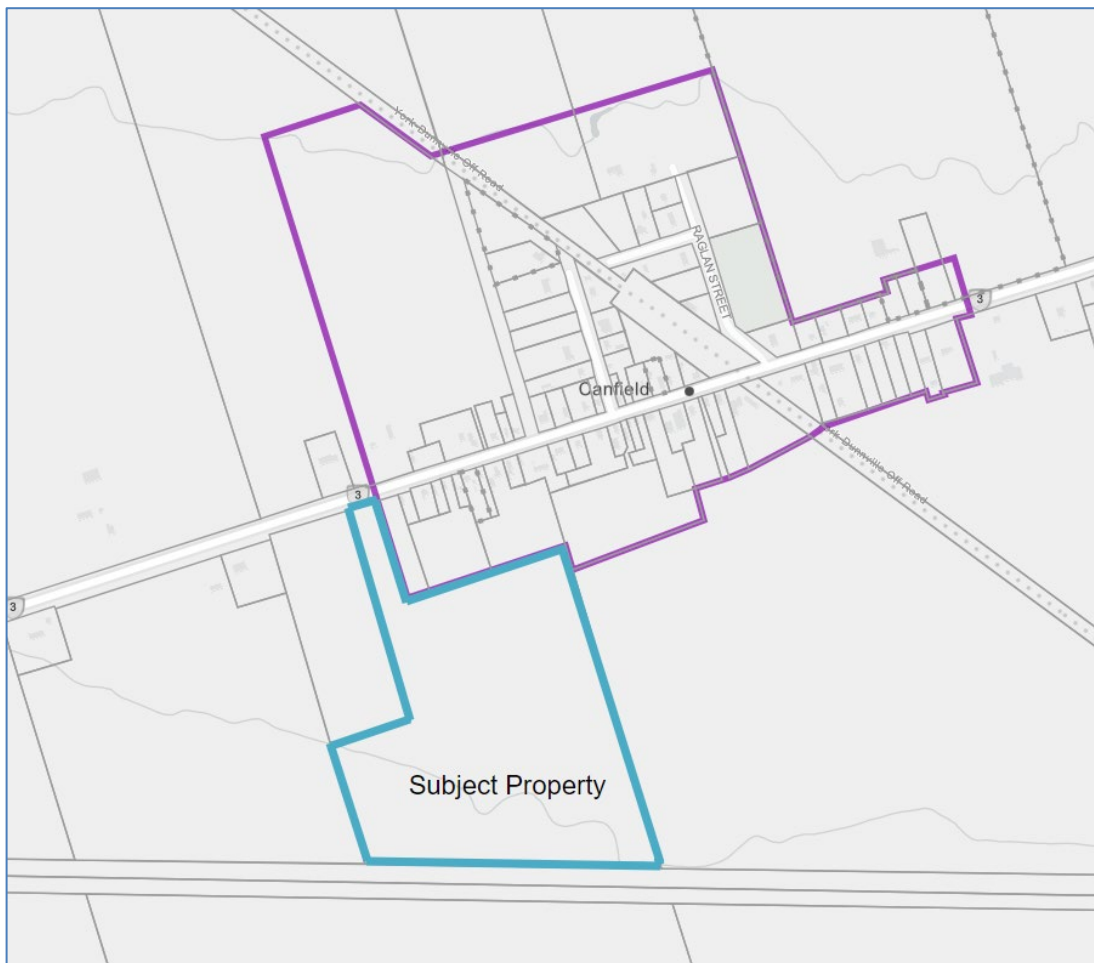 York-Dunnville Off Road
RAGLAN STREET
3
Canfield
York-Dunnville Off Road
3
3
Subject Property